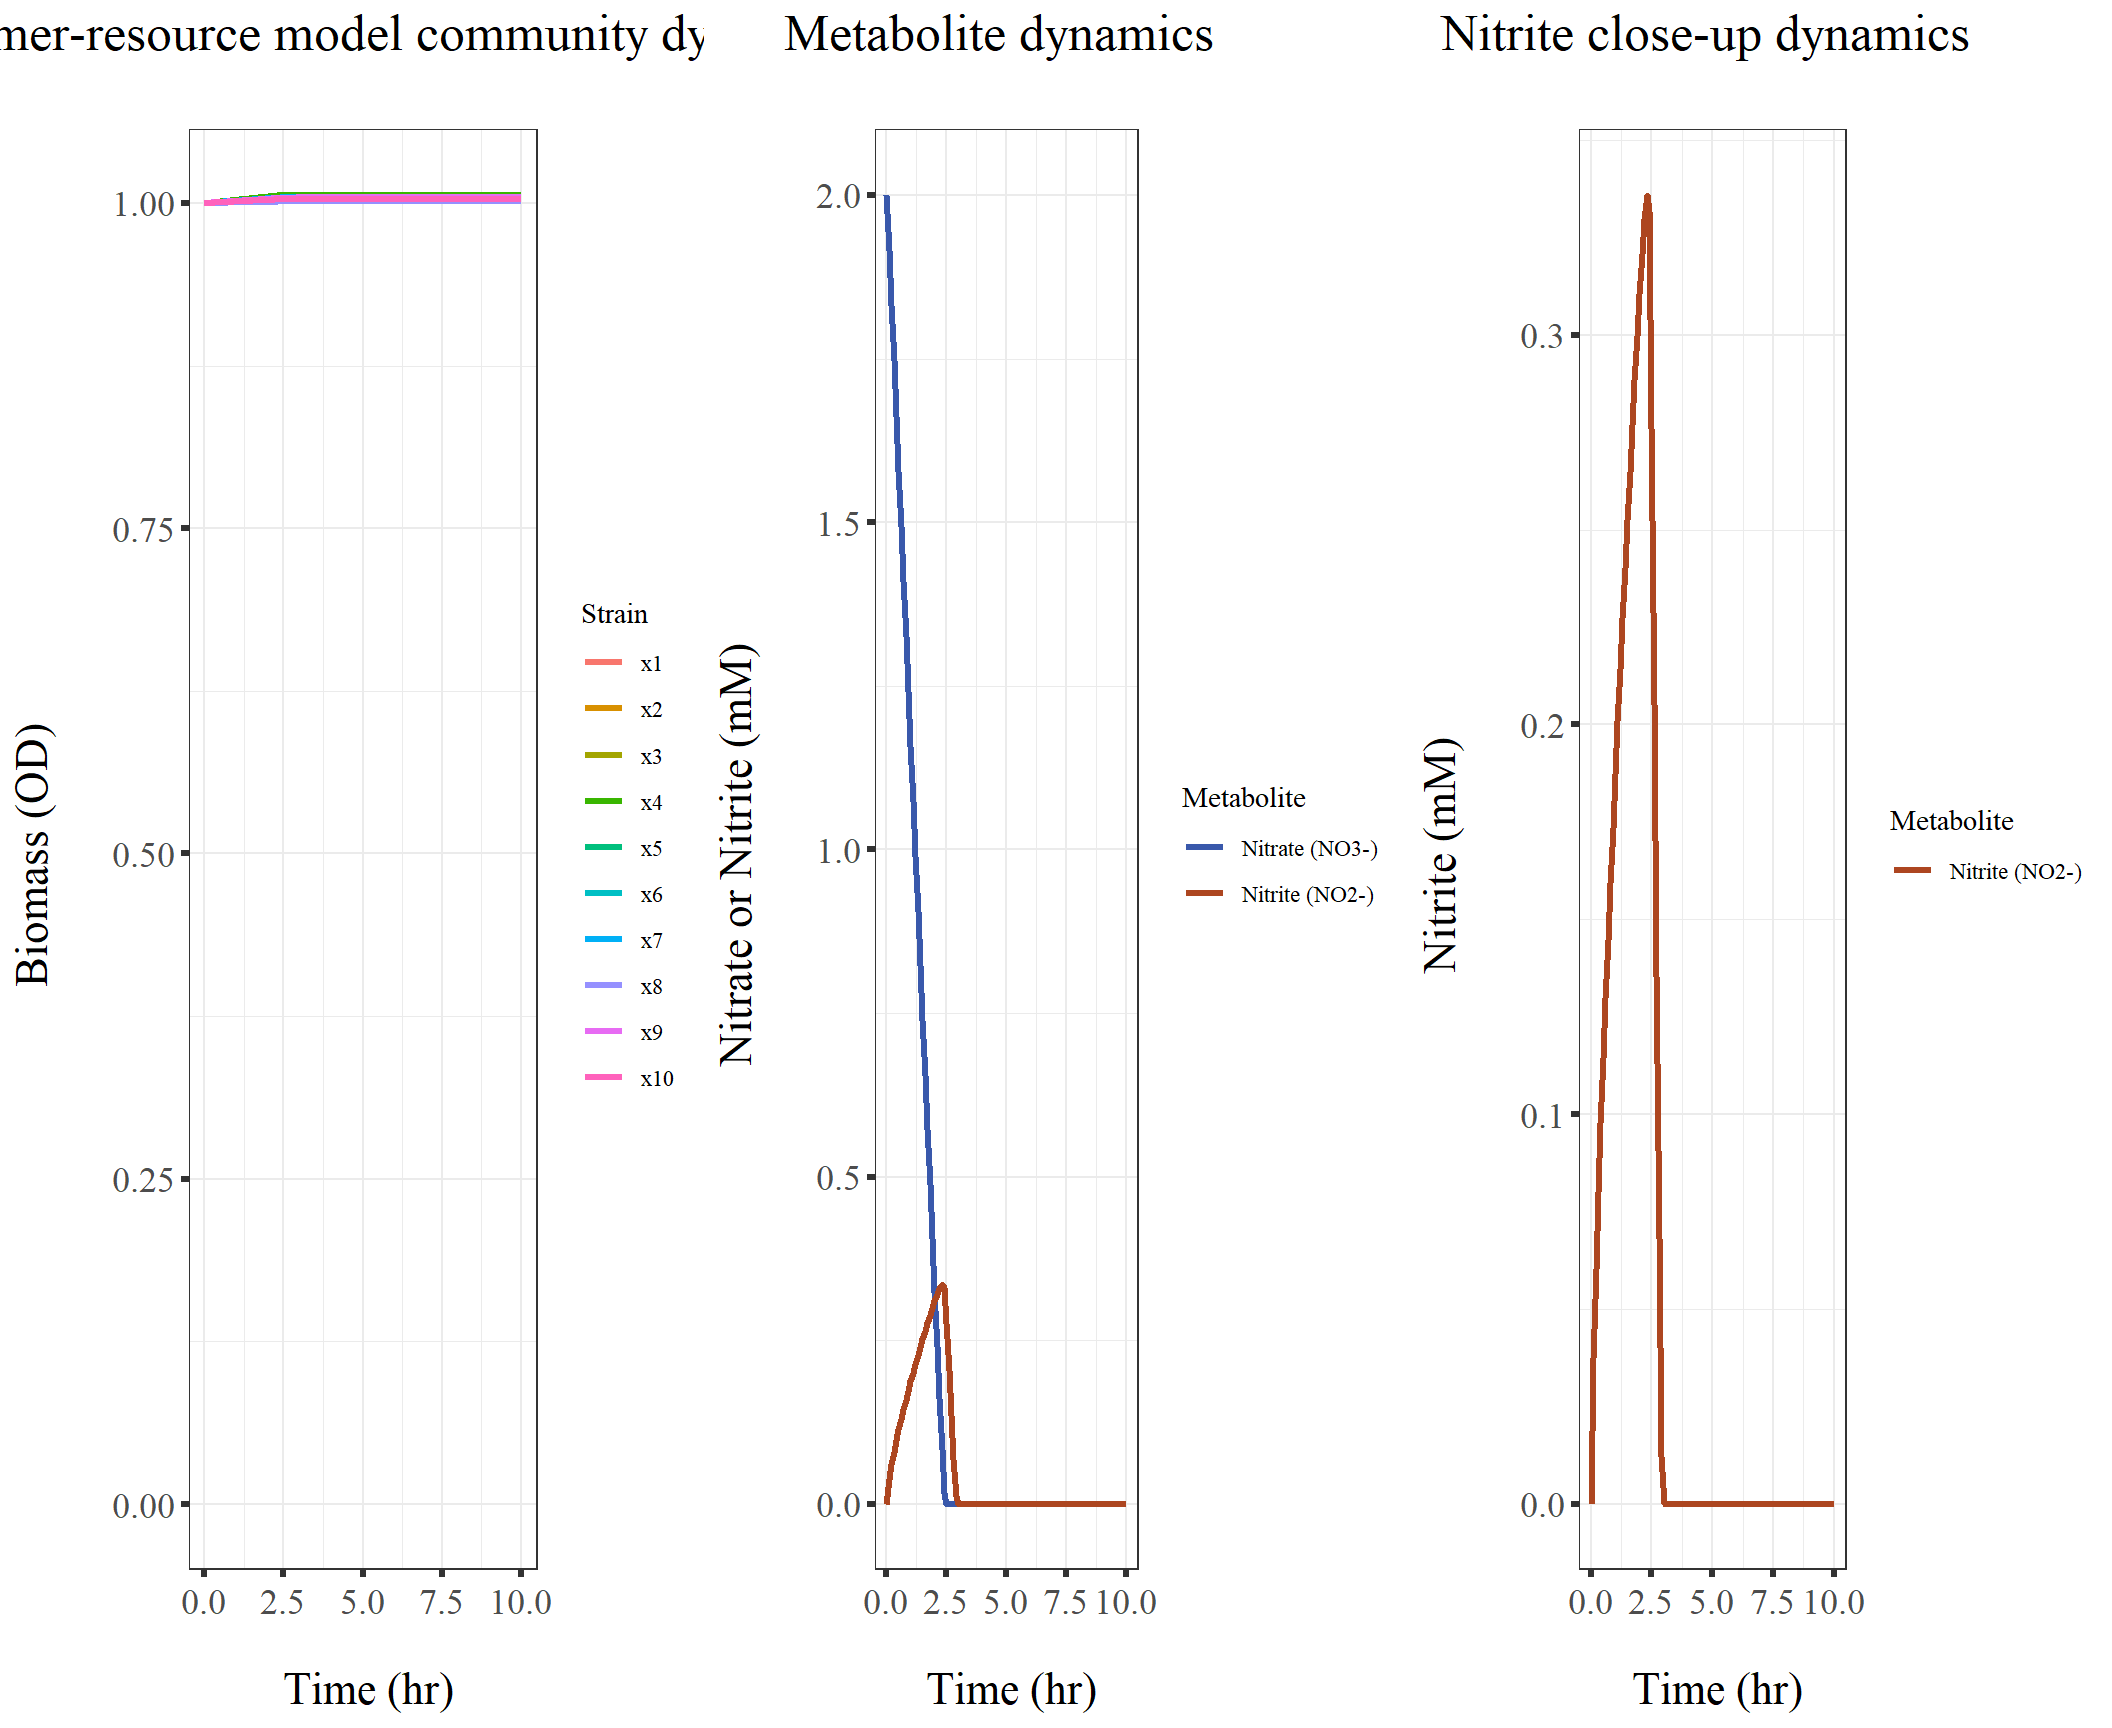 mer-resource model community dy
Metabolite dynamics
Nitrite close-up dynamics
Biomass (OD)
1.00
0.75
0.50
0.25
0.00
0.0 2.5 5.0 7.5 10.0
Time (hr)
Strain
x1
x2
x3
x4
x5
x6
x7
x8
x9
x10
Nitrate or Nitrite (mM)
2.0
1.5
1.0
0.5
0.0
0.0 2.5 5.0 7.5 10.0
Time (hr)
Metabolite
Nitrate (NO3-)
Nitrite (NO2-)
Nitrite (mM)
0.3
0.2
0.1
0.0
0.0 2.5 5.0 7.5 10.0
Time (hr)
Metabolite
Nitrite (NO2-)